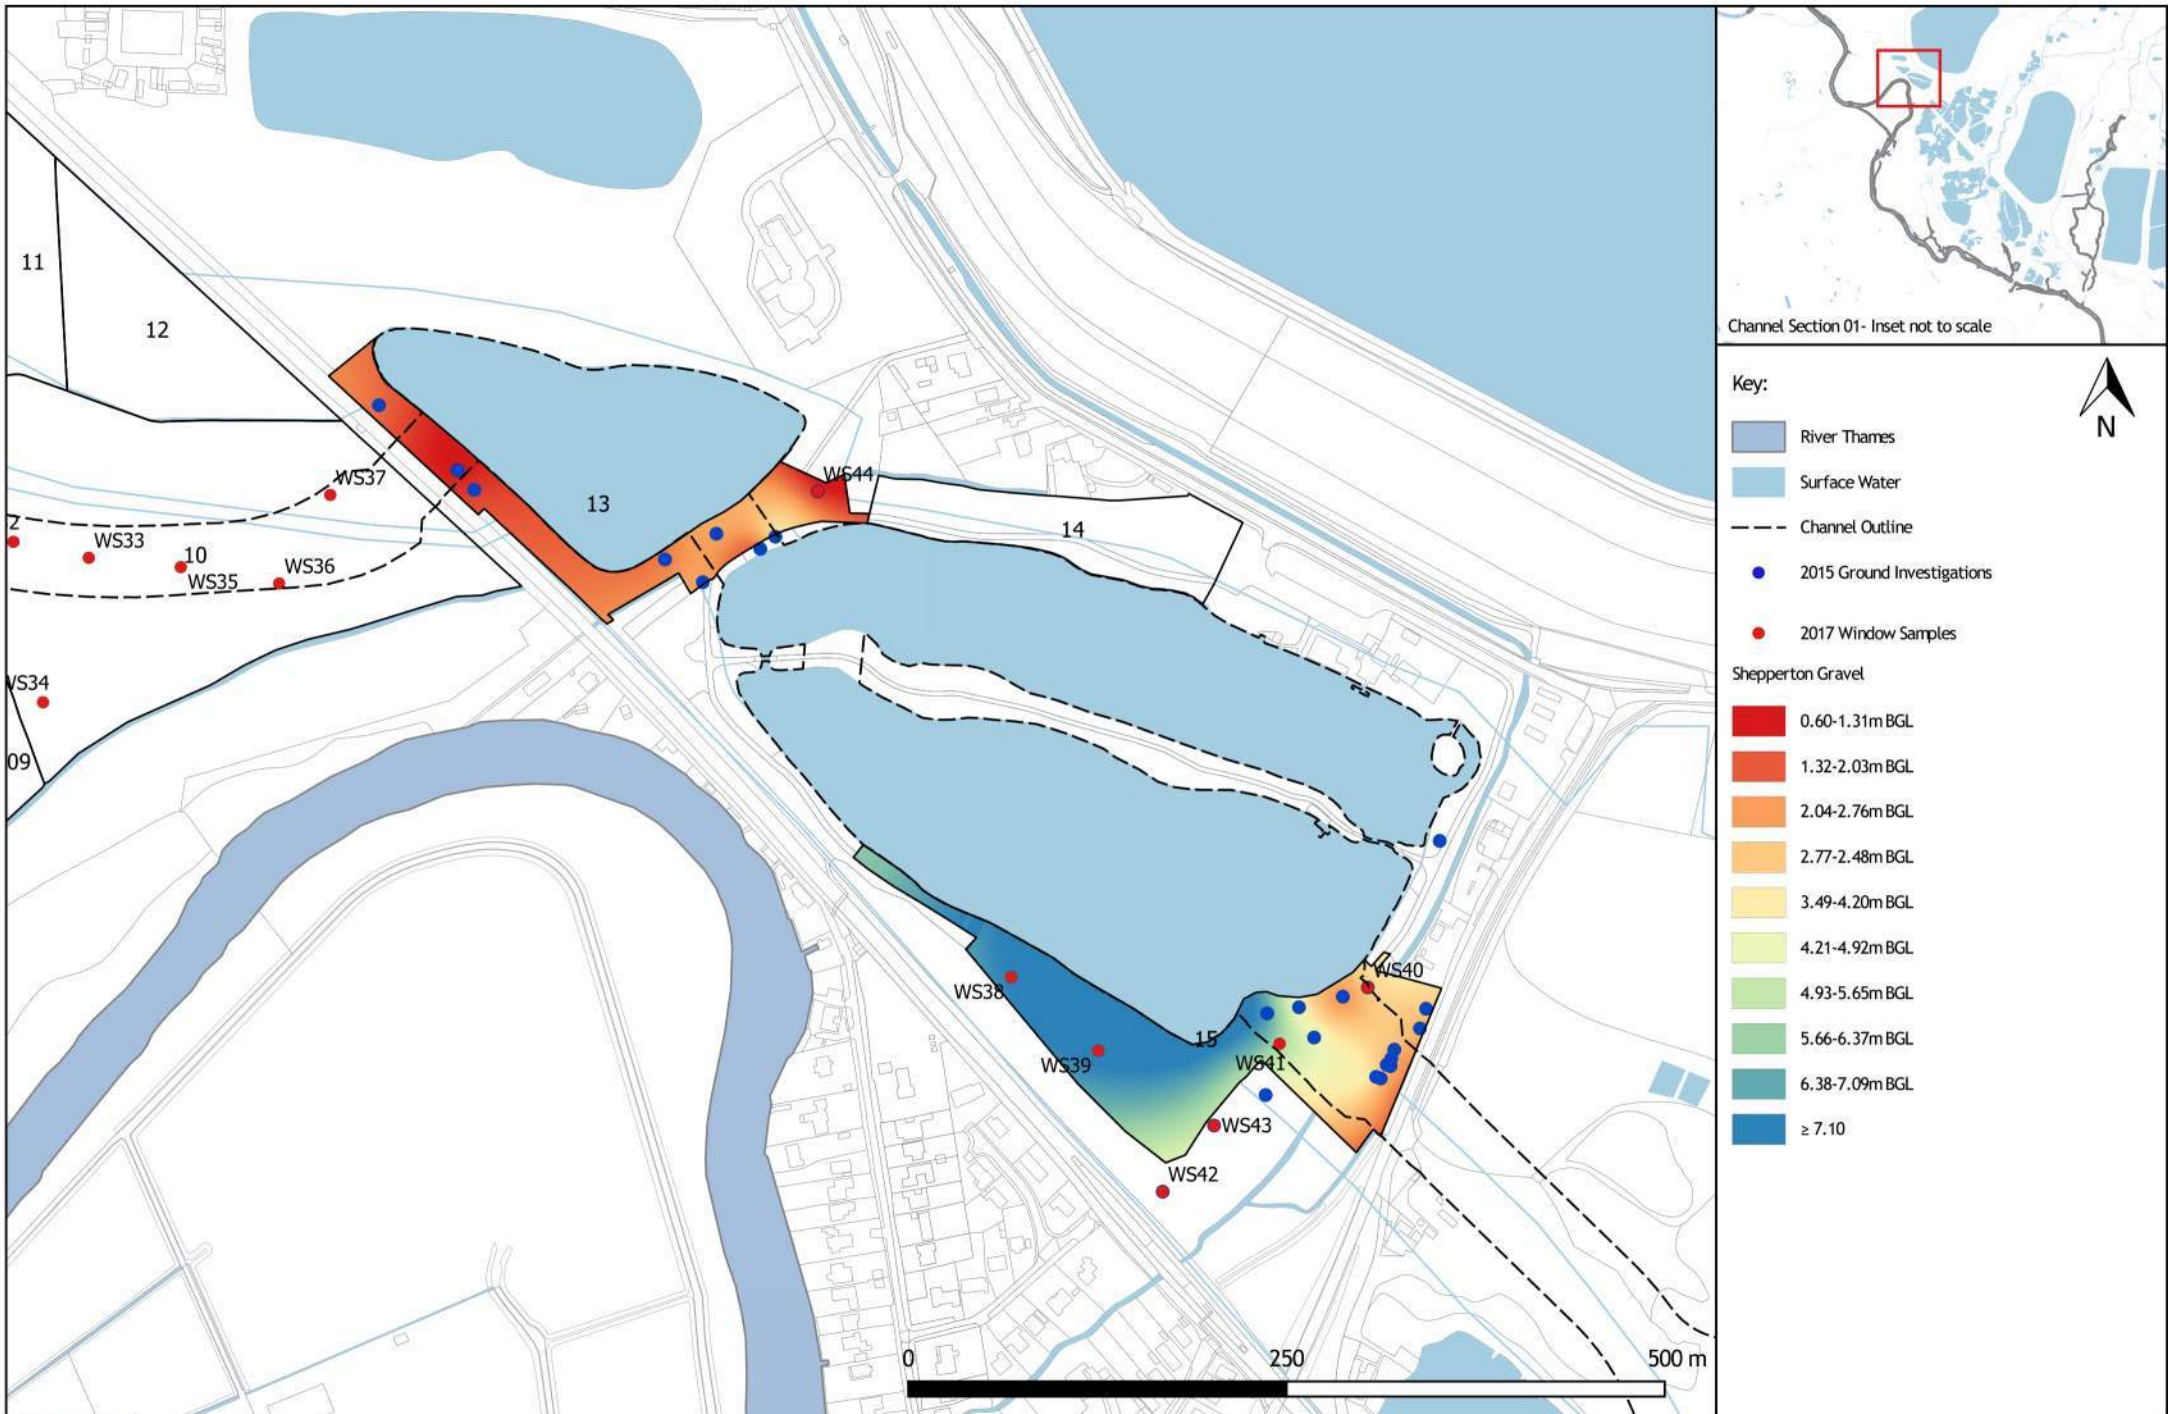 11
12
WS37
13
WS44
14
2
WS33
10
WS35
WS36
WS34
09
WS38
WS39
15
WS40
WS41
WS43
WS42
0 250 500 m
Channel Section 01- Inset not to scale
Key:
N
River Thames
Surface Water
Channel Outline
2015 Ground Investigations
2017 Window Samples
Shepperton Gravel
0.60-1.31m BGL
1.32-2.03m BGL
2.04-2.76m BGL
2.77-2.48m BGL
3.49-4.20m BGL
4.21-4.92m BGL
4.93-5.65m BGL
5.66-6.37m BGL
6.38-7.09m BGL
≥ 7.10